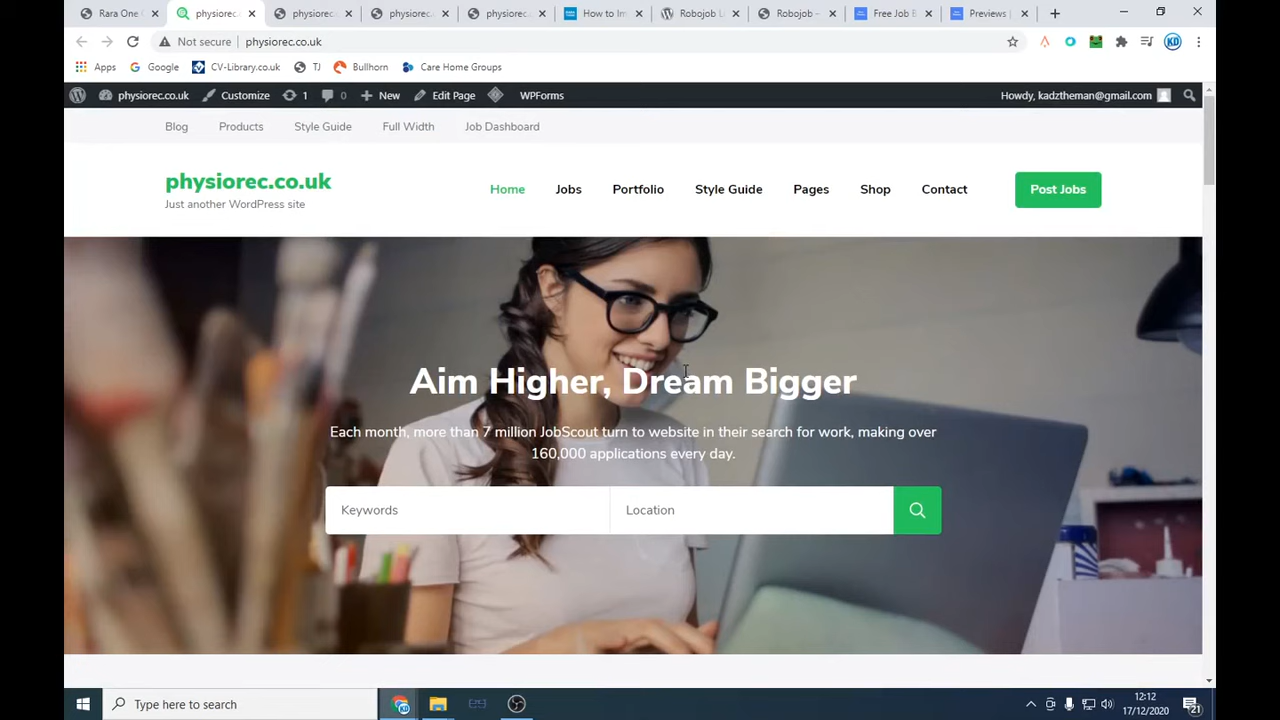 Rara One
physiorec.c
physiorec
physiorec.
physiorec
How to Im
Robojob Li
Robojob –
Free Job B
Previews |
Not secure | physiorec.co.uk
Apps
Google
CV-Library.co.uk
TJ
Bullhorn
Care Home Groups
physiorec.co.uk
Customize
1
0
New
Edit Page
WPForms
Howdy, kadztheman@gmail.com
Blog
Products
Style Guide
Full Width
Job Dashboard
physiorec.co.uk
Just another WordPress site
Home
Jobs
Portfolio
Style Guide
Pages
Shop
Contact
Post Jobs
Aim Higher, Dream Bigger
Each month, more than 7 million JobScout turn to website in their search for work, making over
160,000 applications every day.
Keywords
Location
Type here to search
12:12
17/12/2020
21